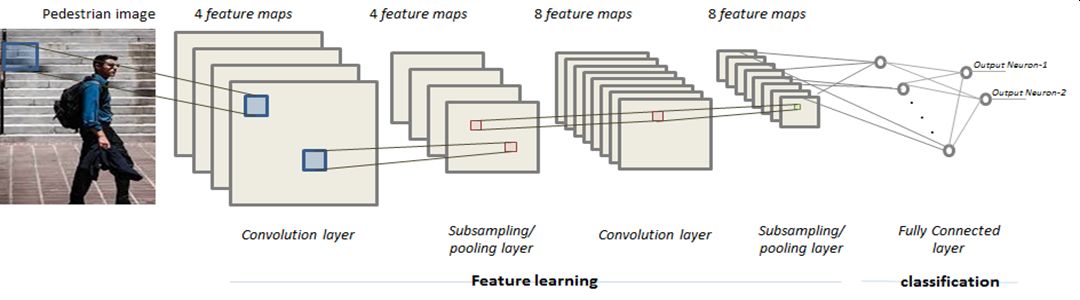 Pedestrian image
4 feature maps
4 feature maps
8 feature maps
8 feature maps
Output Neuron-1
Output Neuron-2
Convolution layer
Subsampling/
pooling layer
Convolution layer
Subsampling/
pooling layer
Fully Connected
layer
Feature learning
classification